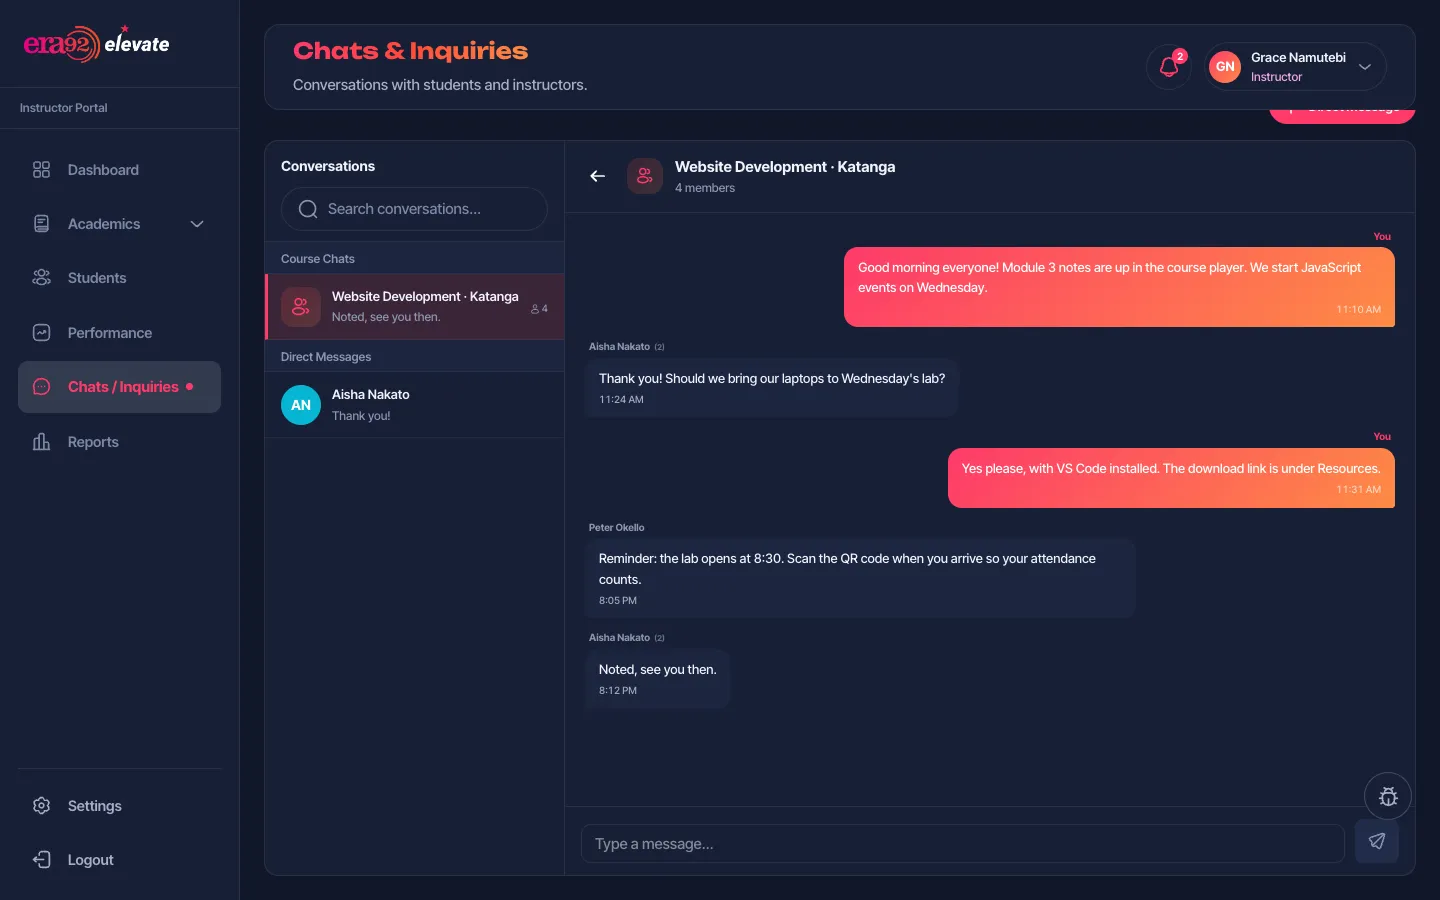 era92 elevate
Instructor Portal
Dashboard
Academics
Students
Performance
Chats / Inquiries
Reports
Settings
Logout
Chats & Inquiries
Conversations with students and instructors.
2
GN
Grace Namutebi
Instructor
Direct Message
Conversations
Search conversations...
Course Chats
Website Development · Katanga
Noted, see you then.
4
Direct Messages
AN
Aisha Nakato
Thank you!
Website Development · Katanga
4 members
You
Good morning everyone! Module 3 notes are up in the course player. We start JavaScript
events on Wednesday.
11:10 AM
Aisha Nakato (2)
Thank you! Should we bring our laptops to Wednesday's lab?
11:24 AM
You
Yes please, with VS Code installed. The download link is under Resources.
11:31 AM
Peter Okello
Reminder: the lab opens at 8:30. Scan the QR code when you arrive so your attendance
counts.
8:05 PM
Aisha Nakato (2)
Noted, see you then.
8:12 PM
Type a message...